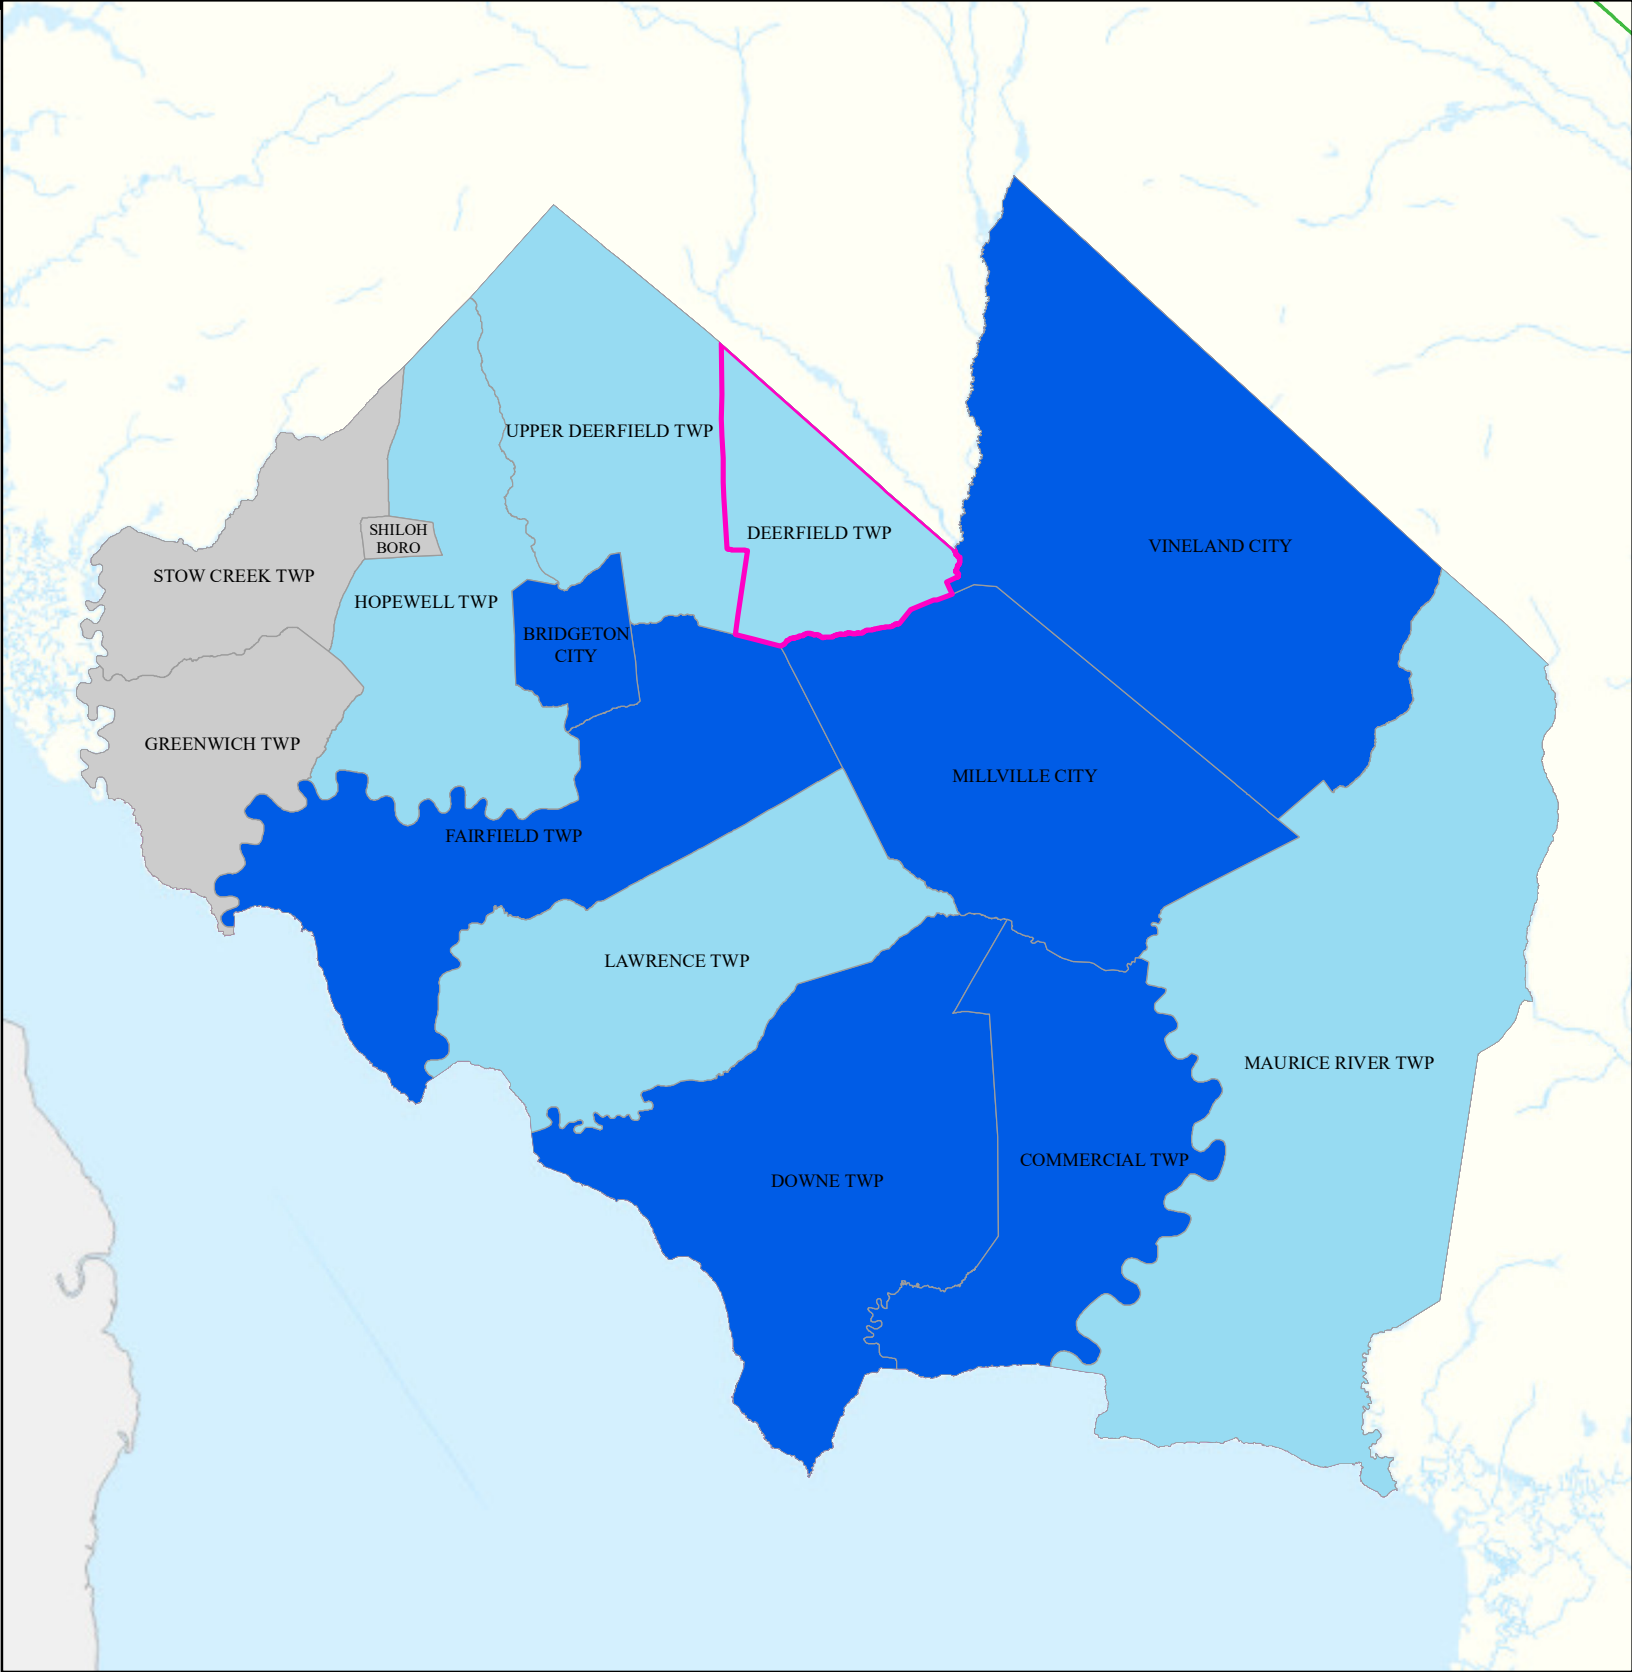 UPPER DEERFIELD TWP
DEERFIELD TWP
SHILOH
BORO
VINELAND CITY
STOW CREEK TWP
HOPEWELL TWP
BRIDGETON
CITY
GREENWICH TWP
MILLVILLE CITY
FAIRFIELD TWP
LAWRENCE TWP
MAURICE RIVER TWP
COMMERCIAL TWP
DOWNE TWP